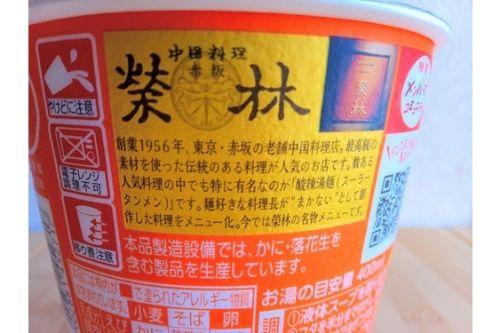 中国料理
赤坂
榮林
創業1956年、東京・赤坂の老舗中国料理店。最高級の
素材を使った伝統のある料理が人気のお店です。数ある
人気料理の中でも特に有名なのが「酸辣湯麺(スーラー
タンメン)」です。麺好きな料理長が“まかない”として創
作した料理をメニュー化。今では榮林の名物メニューです。
本品製造設備では、かに・落花生を
含む製品を生産しています。
やけどに注意
電子レンジ
調理不可
移り香注意
で塗られたアレルギー物質
小麦 そば 卵
お湯の目安量 400ml
①液体スープを